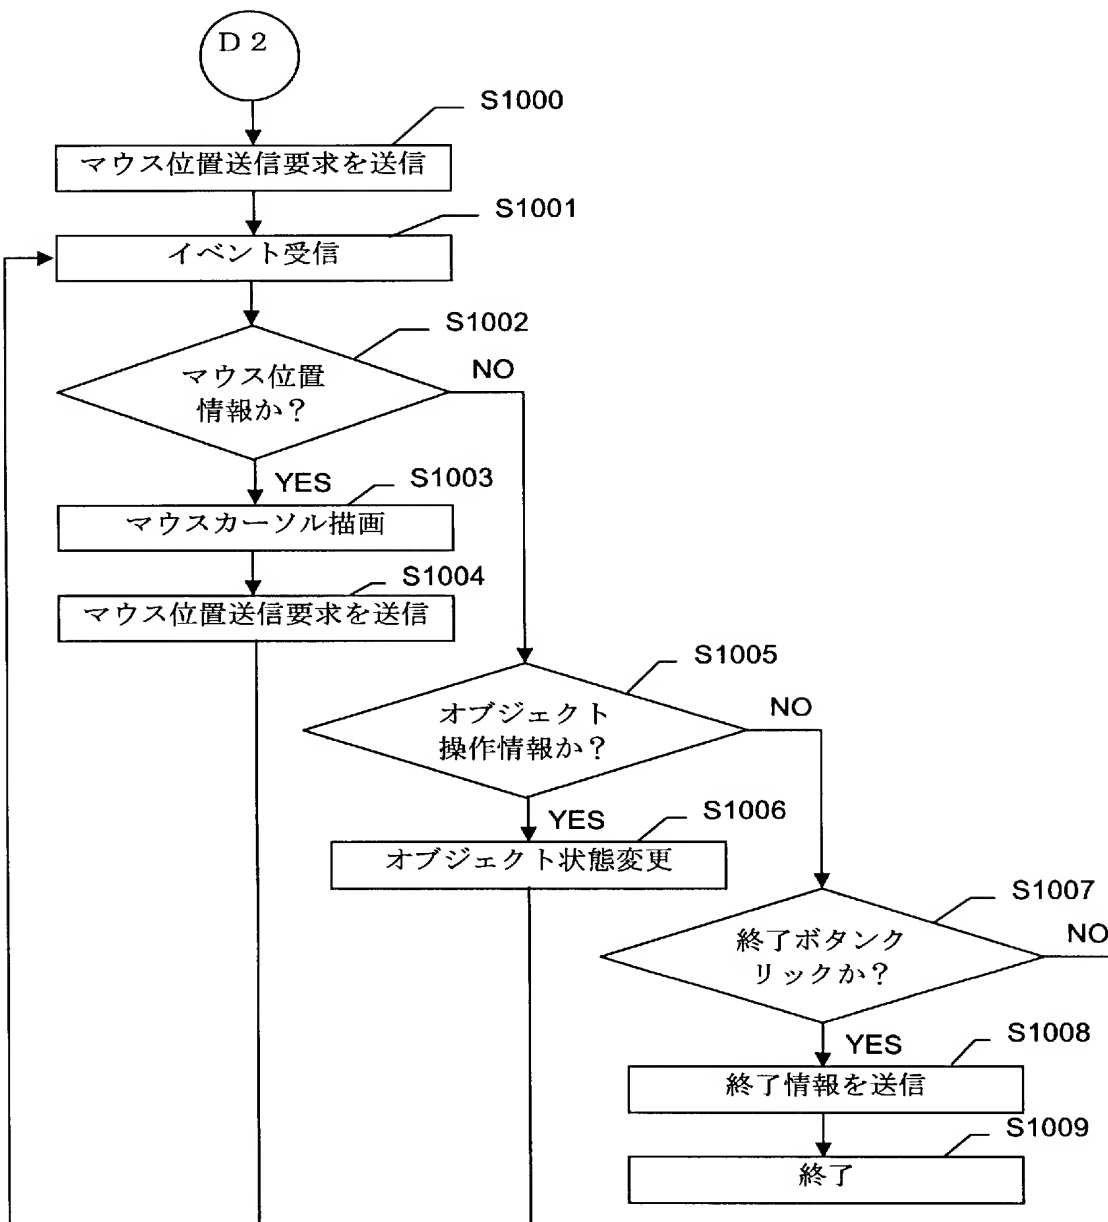 D 2
S1000
マウス位置送信要求を送信
S1001
イベント受信
S1002
マウス位置
情報か？
NO
YES
S1003
マウスカーソル描画
S1004
マウス位置送信要求を送信
S1005
オブジェクト
操作情報か？
NO
YES
S1006
オブジェクト状態変更
S1007
終了ボタンク
リックか？
NO
YES
S1008
終了情報を送信
S1009
終了